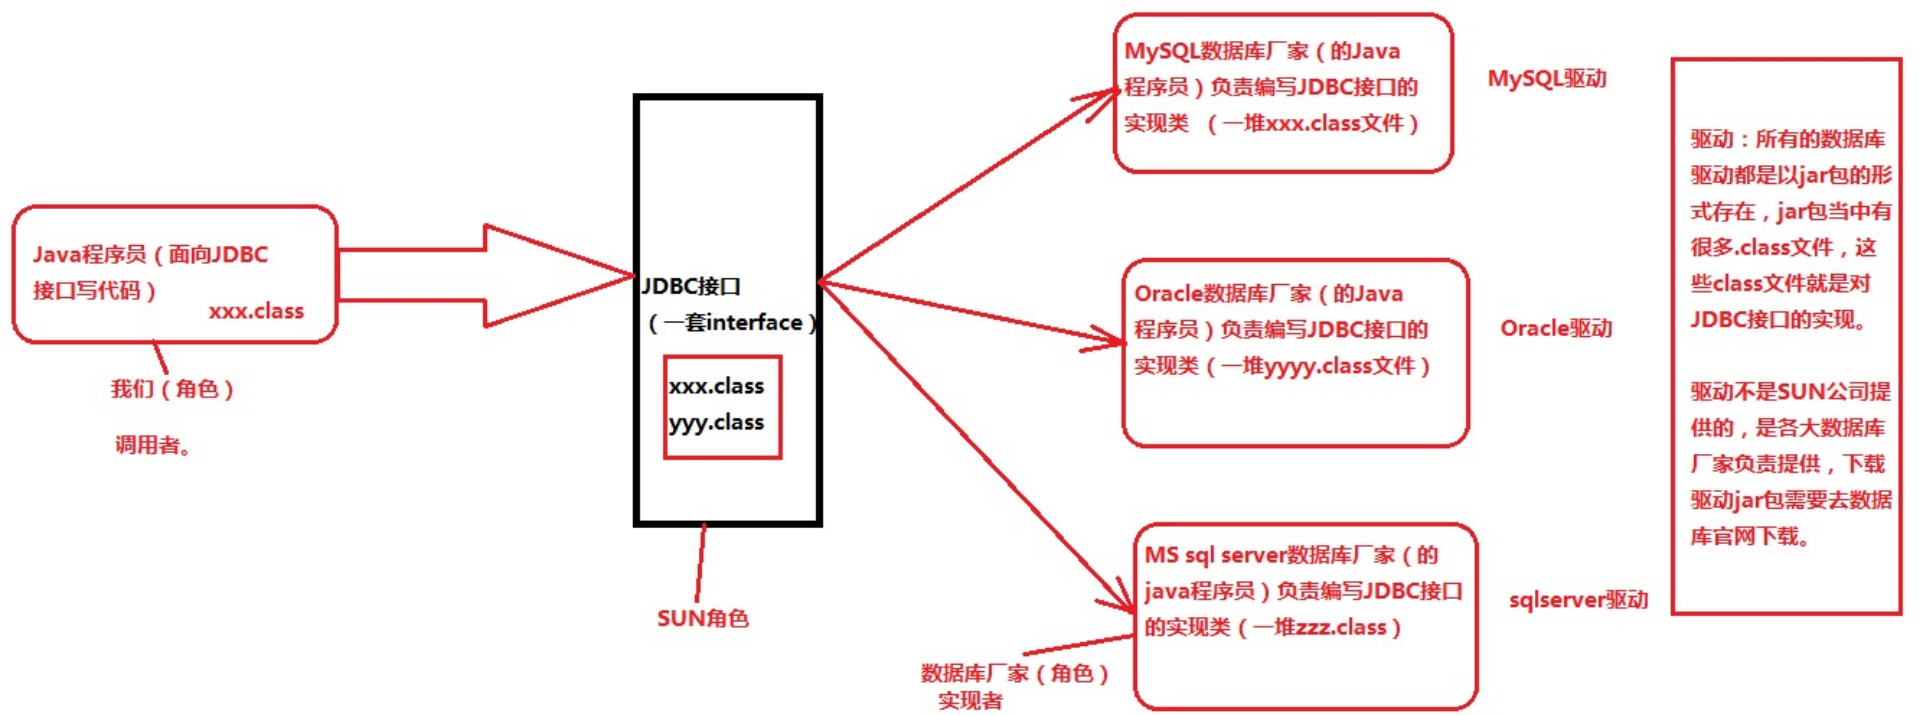 Java程序员（面向JDBC
接口写代码）
xxx.class
我们（角色）
调用者。
JDBC接口
（一套interface）
xxx.class
yyy.class
SUN角色
MySQL数据库厂家（的Java
程序员）负责编写JDBC接口的
实现类 （一堆xxx.class文件）
MySQL驱动
Oracle数据库厂家（的Java
程序员）负责编写JDBC接口的
实现类（一堆yyyy.class文件）
Oracle驱动
MS sql server数据库厂家（的
java程序员）负责编写JDBC接口
的实现类（一堆zzz.class）
sqlserver驱动
数据库厂家（角色）
实现者
驱动：所有的数据库
驱动都是以jar包的形
式存在，jar包当中有
很多.class文件，这
些class文件就是对
JDBC接口的实现。
驱动不是SUN公司提
供的，是各大数据库
厂家负责提供，下载
驱动jar包需要去数据
库官网下载。